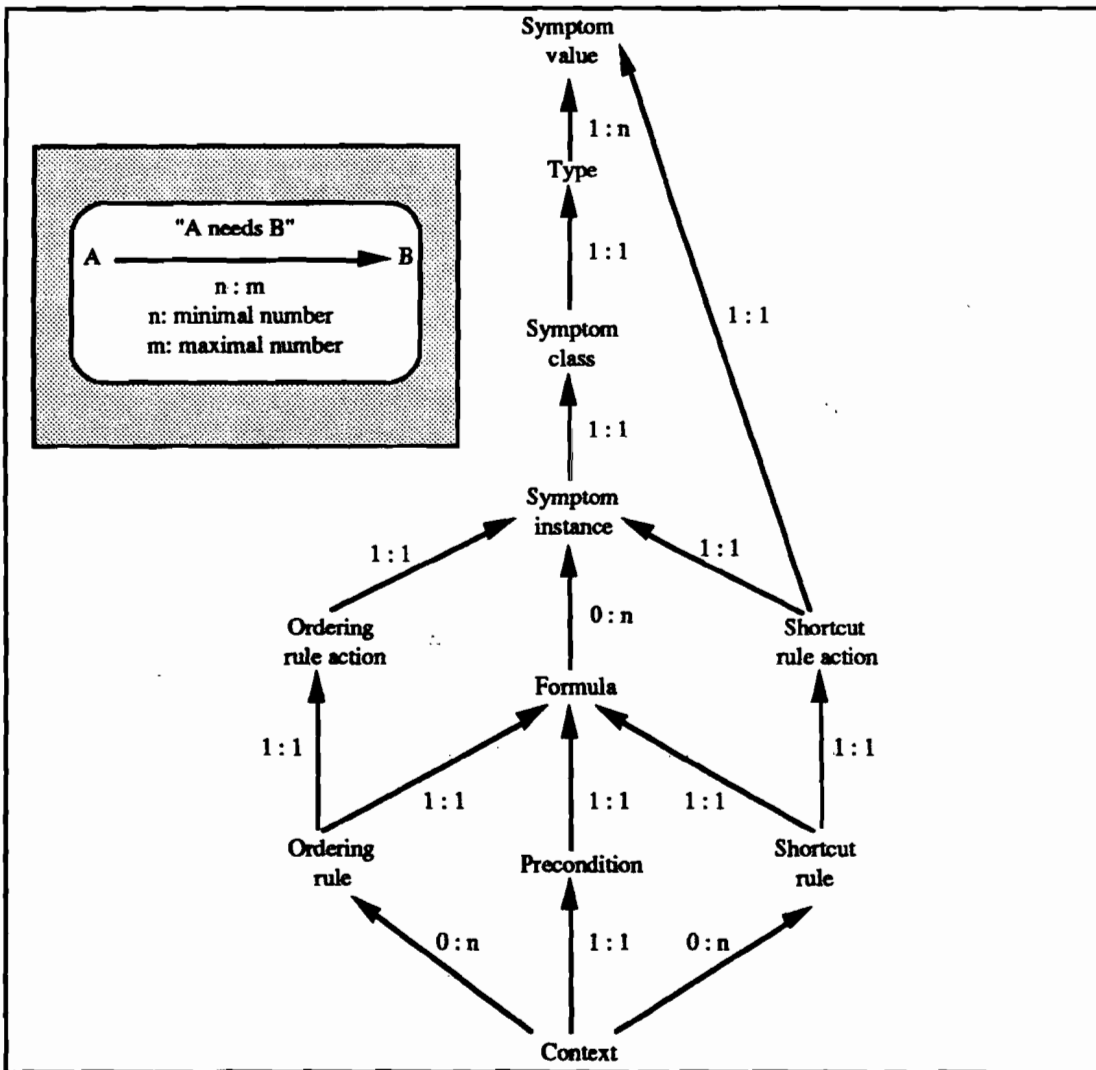 Symptom
value
1 : n
Type
"A needs B"
A
B
n : m
n: minimal number
m: maximal number
1 : 1
Symptom
class
1 : 1
1 : 1
Symptom
instance
1 : 1
1 : 1
0 : n
Ordering
rule action
Shortcut
rule action
Formula
1 : 1
1 : 1
1 : 1
1 : 1
1 : 1
Ordering
rule
Precondition
Shortcut
rule
0 : n
1 : 1
0 : n
Context